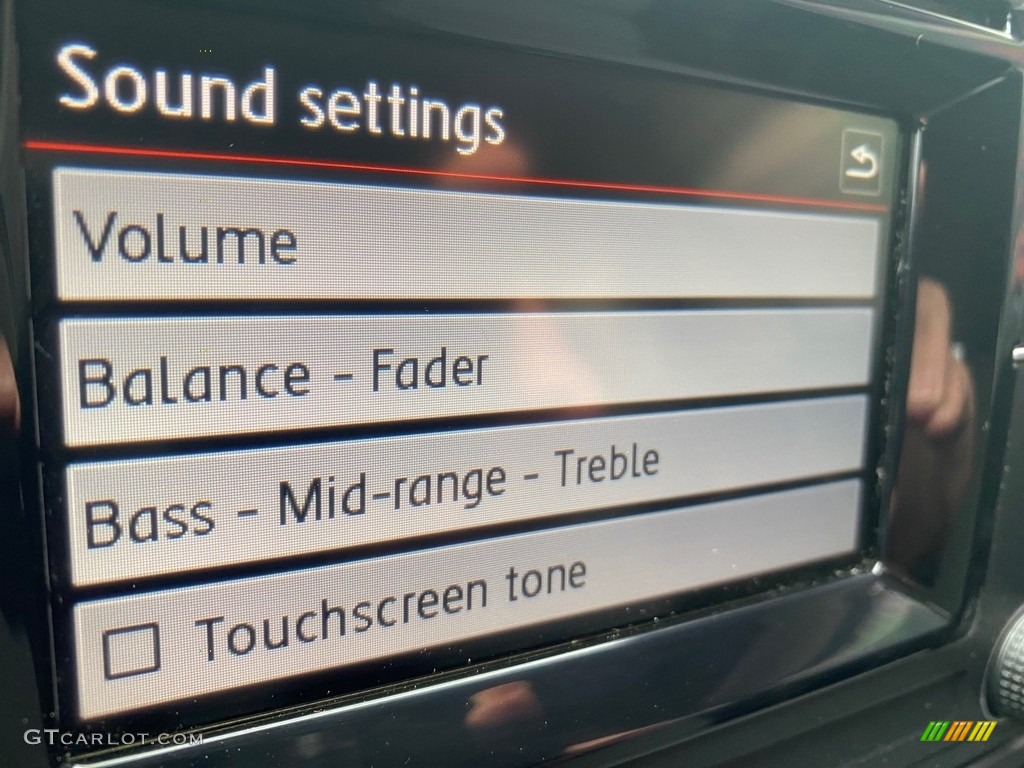 Sound settings
Volume
Balance - Fader
Bass - Mid-range - Treble
Touchscreen tone
GTCARLOT.COM